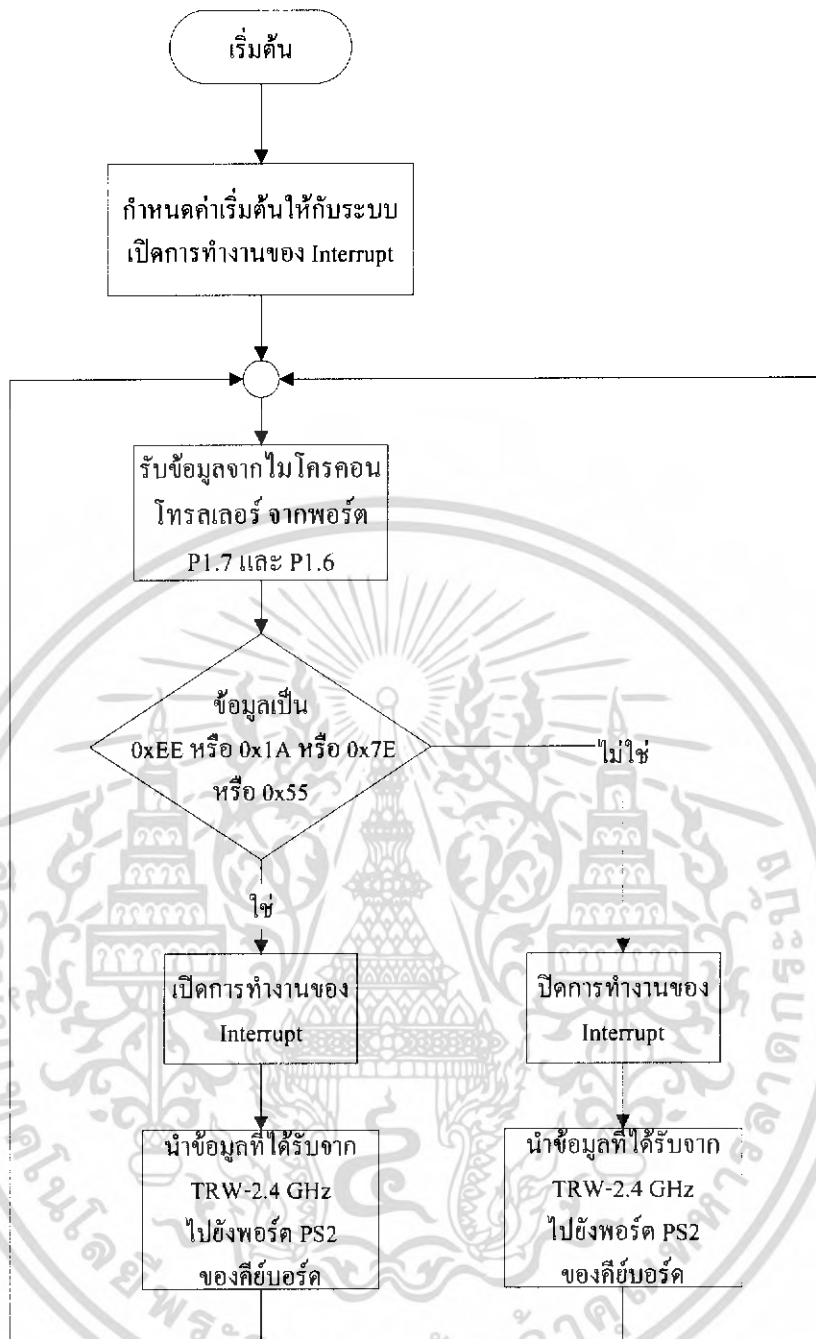 เริ่มต้น
กำหนดค่าเริ่มต้นให้กับระบบ
เปิดการทำงานของ Interrupt
รับข้อมูลจากไมโครคอน
โทรลเลอร์ จากพอร์ต
P1.7 และ P1.6
ข้อมูลเป็น
0xEE หรือ 0x1A หรือ 0x7E
หรือ 0x55
ไม่ใช่
ใช่
เปิดการทำงานของ
Interrupt
ปิดการทำงานของ
Interrupt
นำข้อมูลที่ได้รับจาก
TRW-2.4 GHz
ไปยังพอร์ต PS2
ของคีย์บอร์ด
นำข้อมูลที่ได้รับจาก
TRW-2.4 GHz
ไปยังพอร์ต PS2
ของคีย์บอร์ด